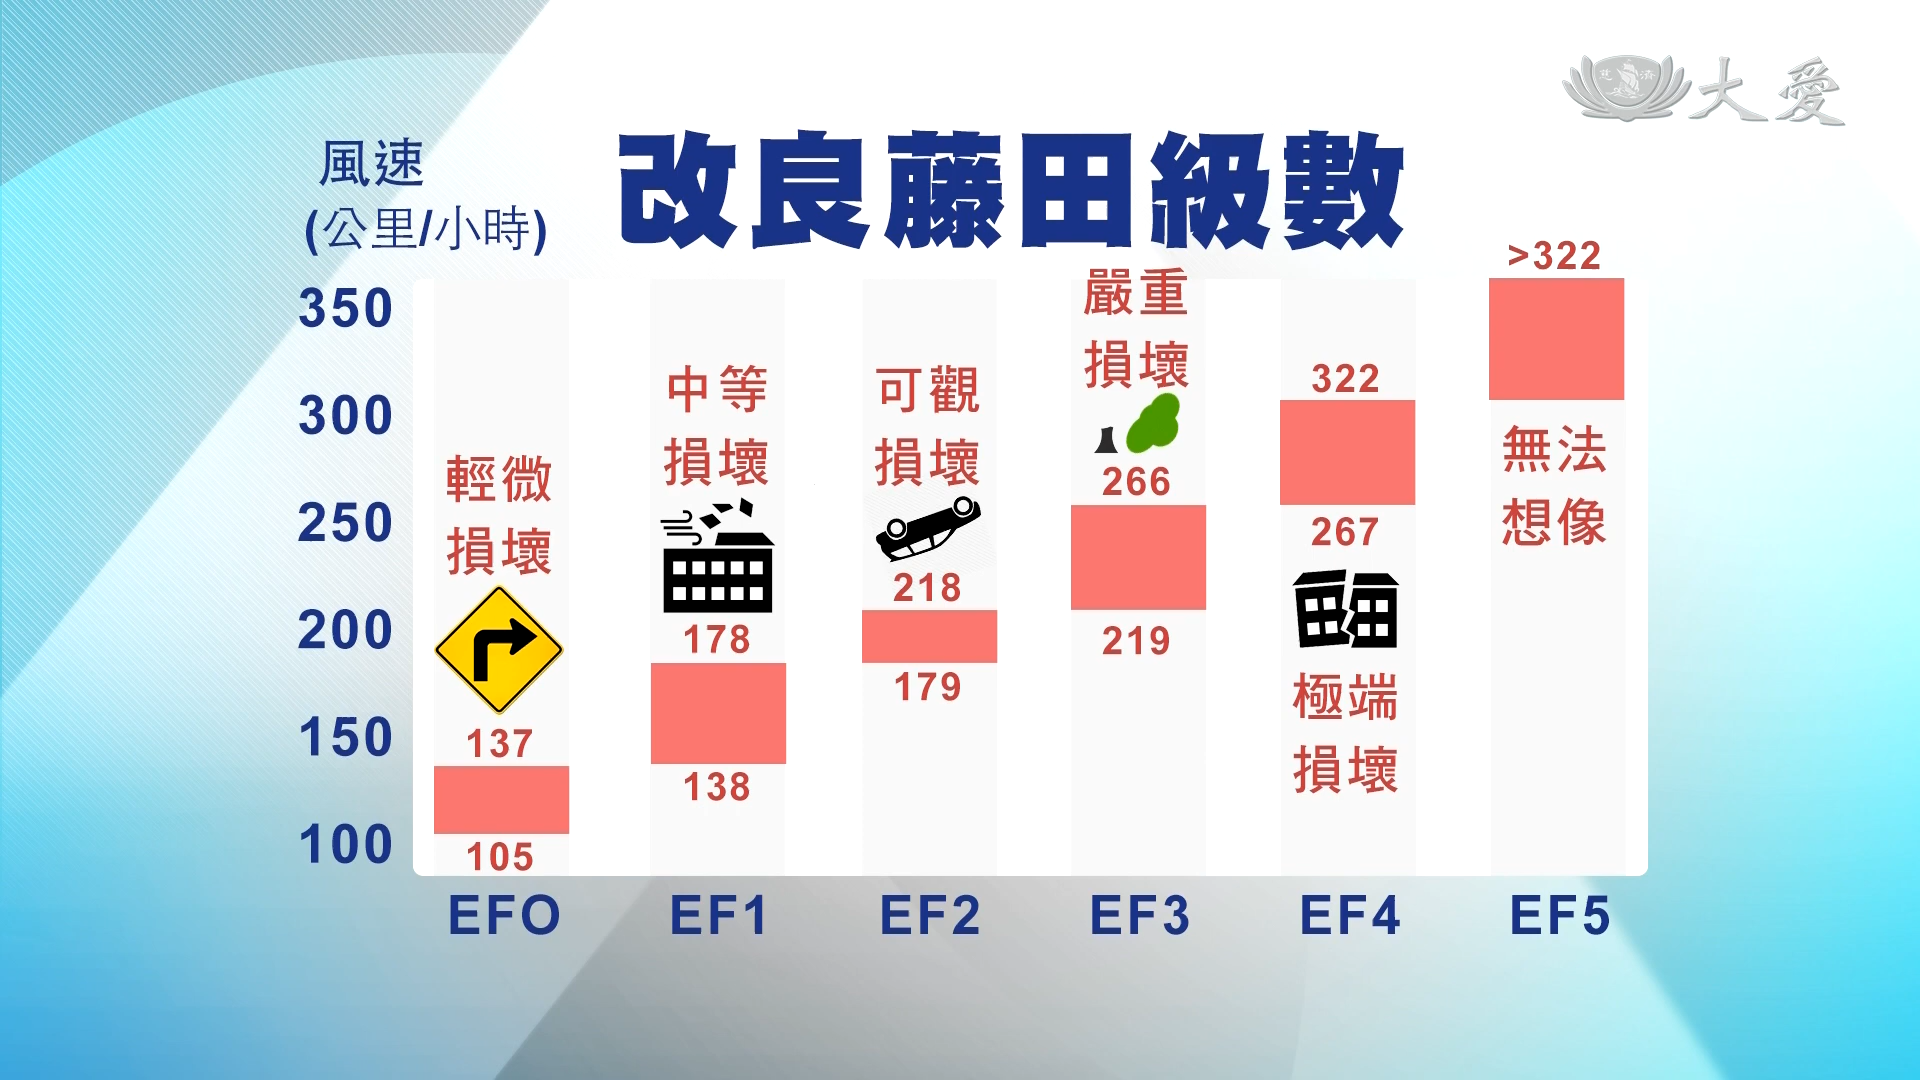 慈濟
大愛
改良藤田級數
風速
(公里/小時)
350
300
250
200
150
100
輕微
損壞
137
105
EFO
中等
損壞
178
138
EF1
可觀
損壞
218
179
EF2
嚴重
損壞
266
219
EF3
322
267
極端
損壞
EF4
>322
無法
想像
EF5